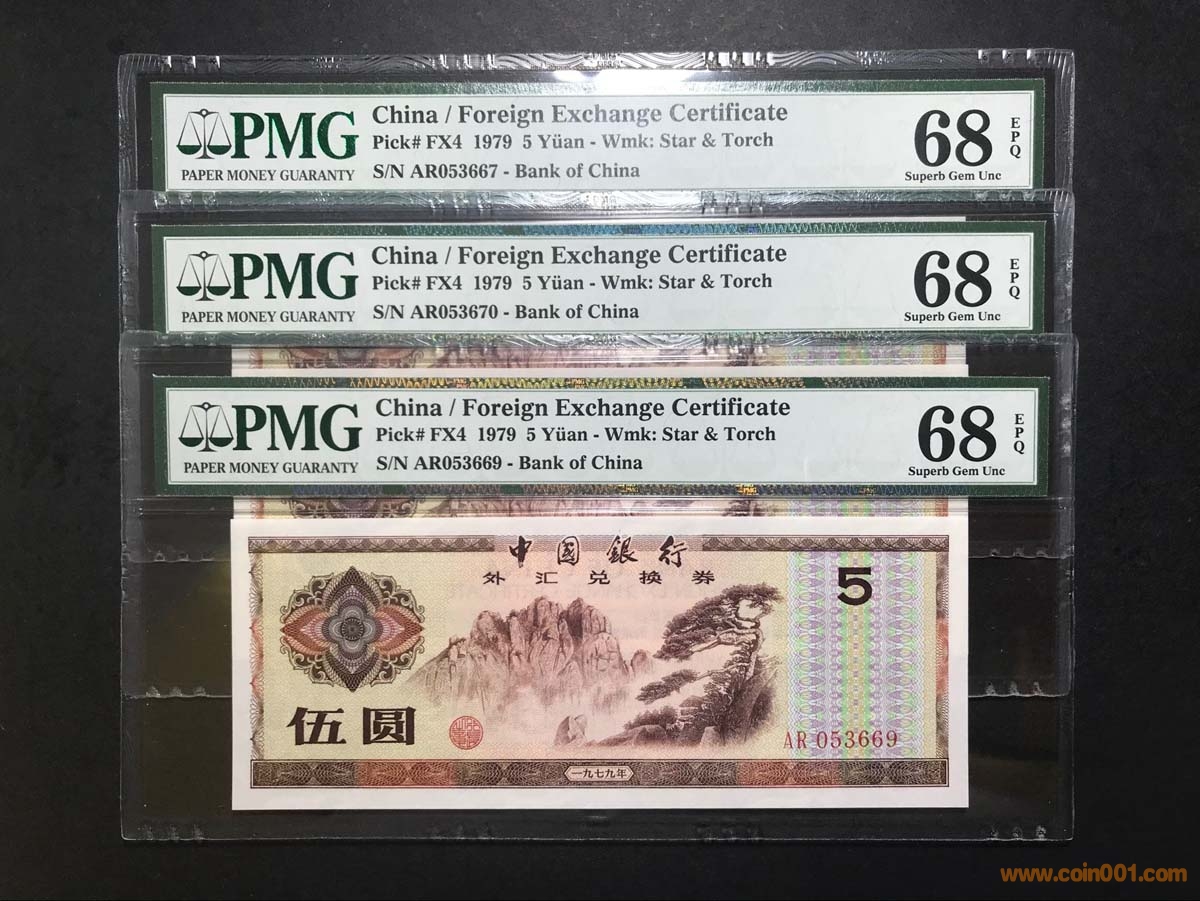 PMG
PAPER MONEY GUARANTY
China / Foreign Exchange Certificate
Pick# FX4 1979 5 Yüan - Wmk: Star & Torch
S/N AR053667 - Bank of China
68
EPQ
Superb Gem Unc
PMG
PAPER MONEY GUARANTY
China / Foreign Exchange Certificate
Pick# FX4 1979 5 Yüan - Wmk: Star & Torch
S/N AR053670 - Bank of China
68
EPQ
Superb Gem Unc
PMG
PAPER MONEY GUARANTY
China / Foreign Exchange Certificate
Pick# FX4 1979 5 Yüan - Wmk: Star & Torch
S/N AR053669 - Bank of China
68
EPQ
Superb Gem Unc
中國銀行
外汇兑换券
5
伍圆
AR 053669
一九七九年
www.coin001.com